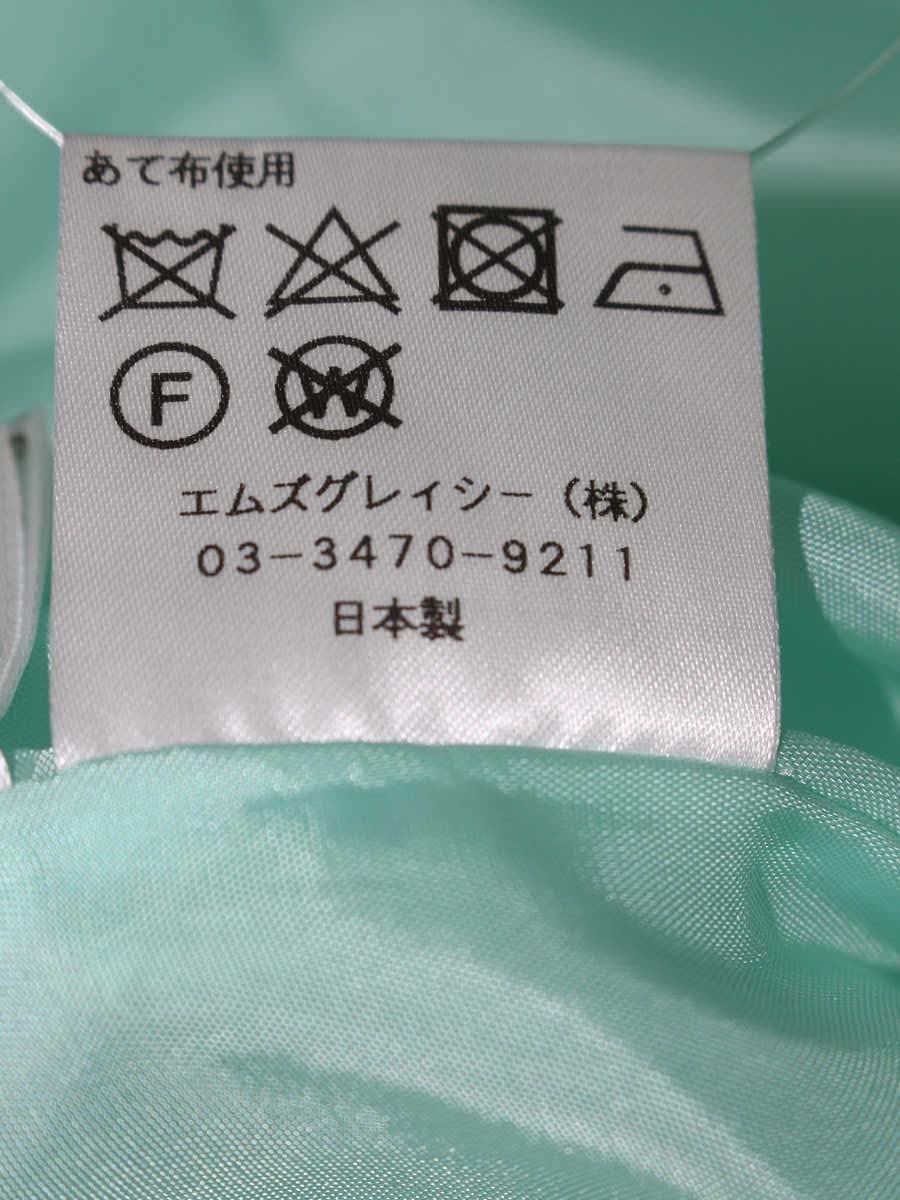 あて布使用
F W
エムズグレイシー（株）
03-3470-9211
日本製